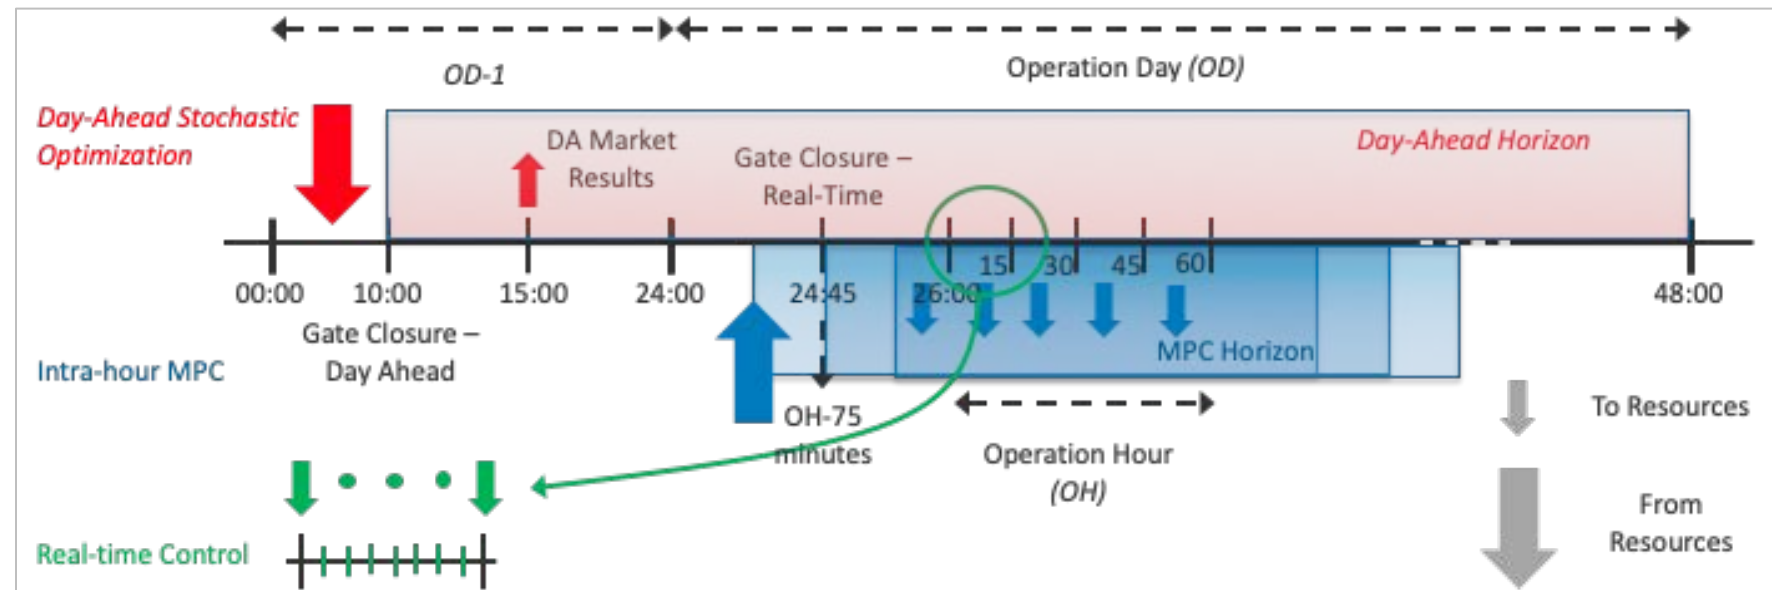 OD-1
Operation Day (OD)
Day-Ahead Stochastic
Optimization
DA Market
Results
Gate Closure –
Real-Time
Day-Ahead Horizon
15
30
45
60
00:00
10:00
15:00
24:00
24:45
26:00
48:00
Gate Closure –
Day Ahead
Intra-hour MPC
MPC Horizon
OH-75
minutes
Operation Hour
(OH)
To Resources
From
Resources
Real-time Control